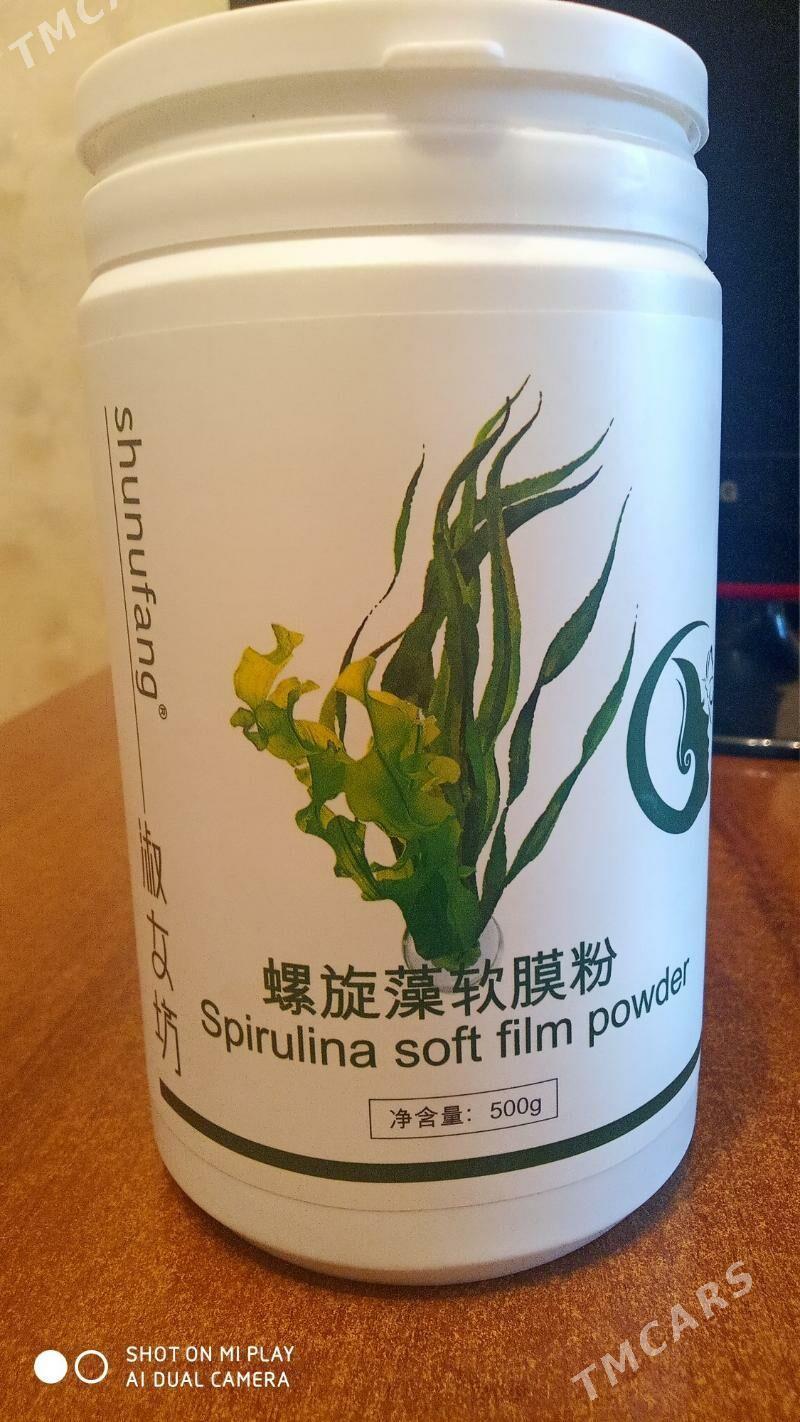 TMCARS
shunufang®
淑女坊
螺旋藻软膜粉
Spirulina soft film powder
净含量: 500g
SHOT ON MI PLAY
AI DUAL CAMERA
TMCARS